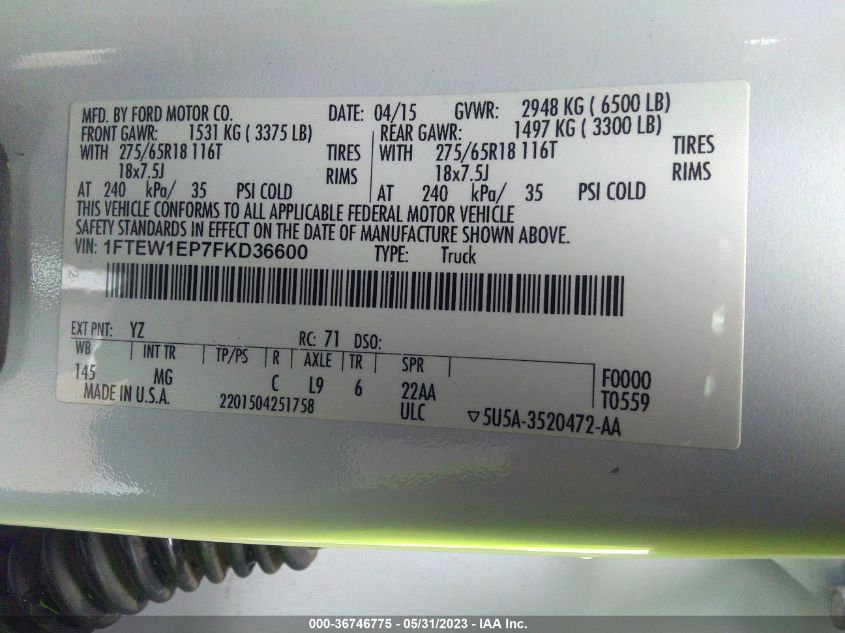 MFD. BY FORD MOTOR CO. DATE: 04/15 GVWR: 2948 KG ( 6500 LB)
FRONT GAWR: 1531 KG ( 3375 LB) REAR GAWR: 1497 KG ( 3300 LB)
WITH 275/65R18 116T TIRES WITH 275/65R18 116T TIRES
18x7.5J RIMS 18x7.5J RIMS
AT 240 kPa/ 35 PSI COLD AT 240 kPa/ 35 PSI COLD
THIS VEHICLE CONFORMS TO ALL APPLICABLE FEDERAL MOTOR VEHICLE
SAFETY STANDARDS IN EFFECT ON THE DATE OF MANUFACTURE SHOWN ABOVE.
VIN: 1FTEW1EP7FKD36600 TYPE: Truck
EXT PNT: YZ RC: 71 DSO:
WB INT TR TP/PS R AXLE TR SPR
145 MG C L9 6 22AA F0000
MADE IN U.S.A. 2201504251758 ULC T0559
▽5U5A-3520472-AA
000-36746775 - 05/31/2023 - IAA Inc.